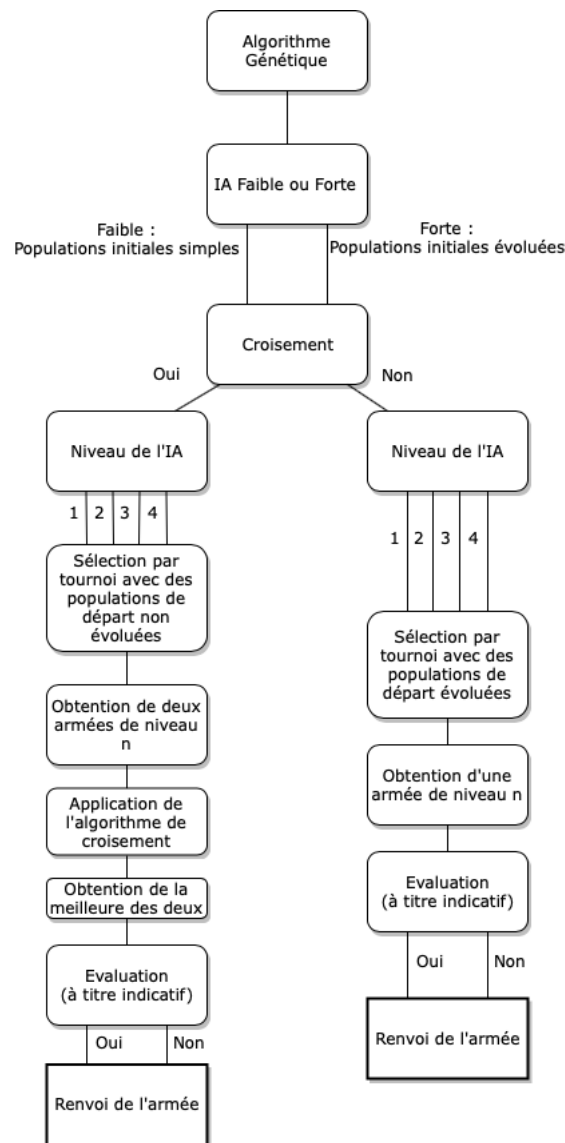 Algorithme
Génétique
IA Faible ou Forte
Faible :
Populations initiales simples
Forte :
Populations initiales évoluées
Croisement
Oui
Non
Niveau de l'IA
1 2 3 4
Sélection par
tournoi avec des
populations de
départ non
évoluées
Obtention de deux
armées de niveau
n
Application de
l'algorithme de
croisement
Obtention de la
meilleure des deux
Evaluation
(à titre indicatif)
Oui Non
Renvoi de l'armée
Niveau de l'IA
1 2 3 4
Sélection par
tournoi avec des
populations de
départ évoluées
Obtention d'une
armée de niveau n
Evaluation
(à titre indicatif)
Oui Non
Renvoi de l'armée